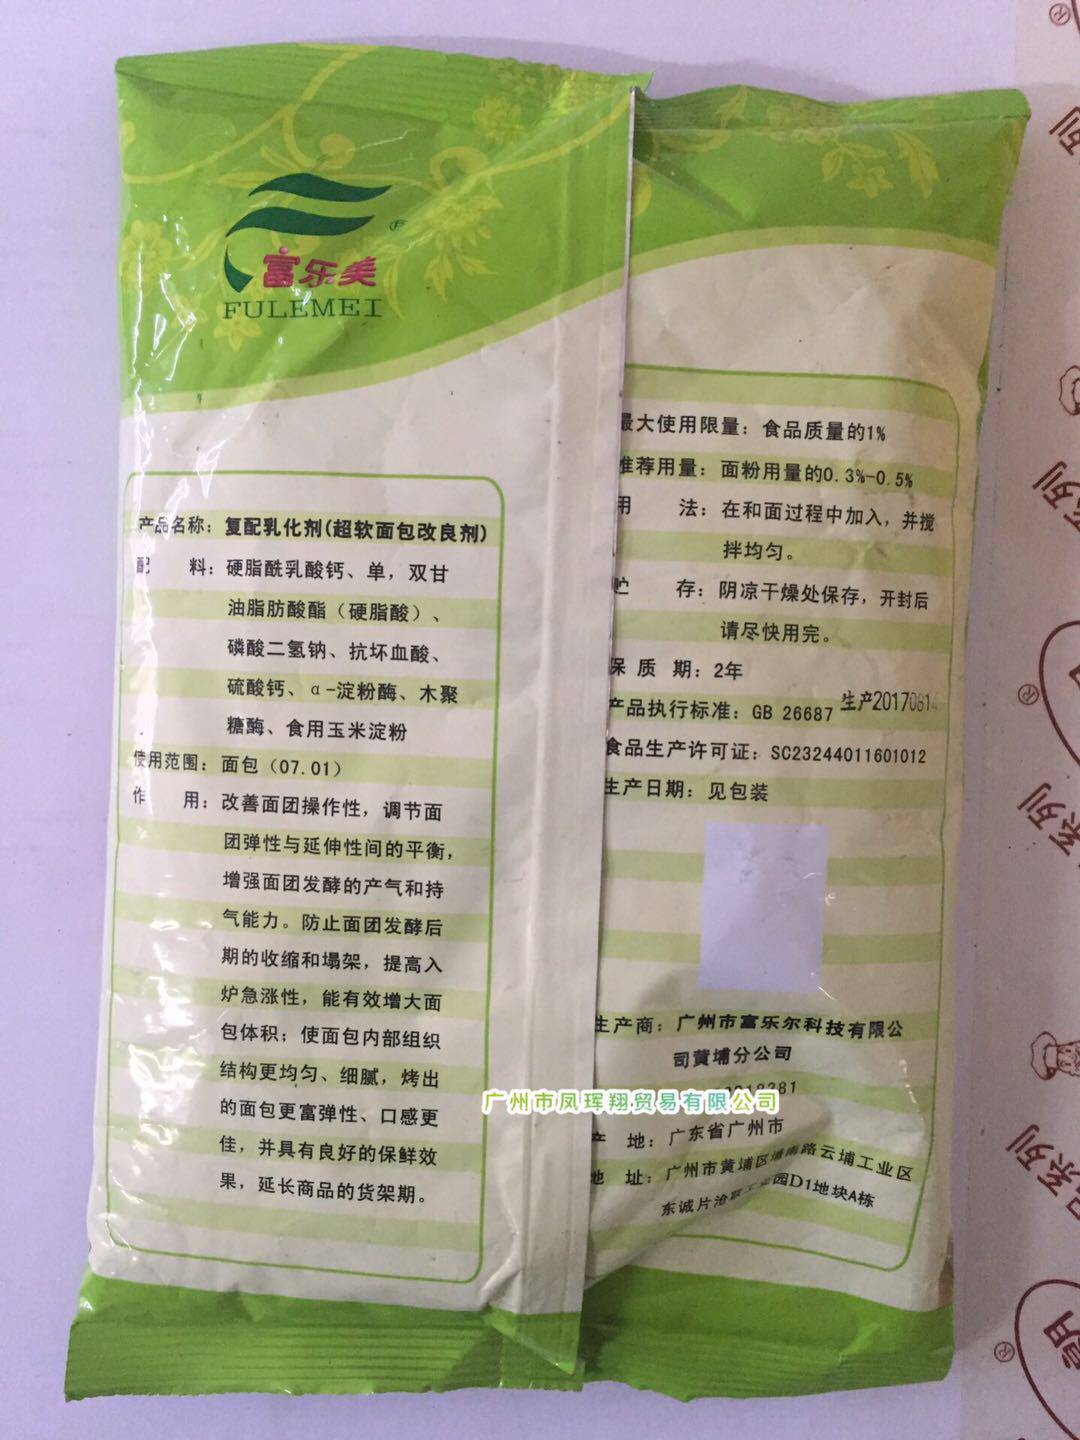 富乐美
FULEMEI
产品名称：复配乳化剂(超软面包改良剂)
配 料：硬脂酰乳酸钙、单，双甘
油脂肪酸酯（硬脂酸）、
磷酸二氢钠、抗坏血酸、
硫酸钙、α-淀粉酶、木聚
糖酶、食用玉米淀粉
使用范围：面包（07.01）
作 用：改善面团操作性，调节面
团弹性与延伸性间的平衡，
增强面团发酵的产气和持
气能力。防止面团发酵后
期的收缩和塌架，提高入
炉急涨性，能有效增大面
包体积；使面包内部组织
结构更均匀、细腻，烤出
的面包更富弹性、口感更
佳，并具有良好的保鲜效
果，延长商品的货架期。
最大使用限量：食品质量的1%
推荐用量：面粉用量的0.3%-0.5%
用 法：在和面过程中加入，并搅
拌均匀。
贮 存：阴凉干燥处保存，开封后
请尽快用完。
保 质 期：2年
产品执行标准：GB 26687
生产20170814
食品生产许可证：SC23244011601012
生产日期：见包装
生产商：广州市富乐尔科技有限公
司黄埔分公司
广州市凤珲翔贸易有限公司
产 地：广东省广州市
地 址：广州市黄埔区埔南路云埔工业区
东诚片沧联工业园D1地块A栋
系列
系列